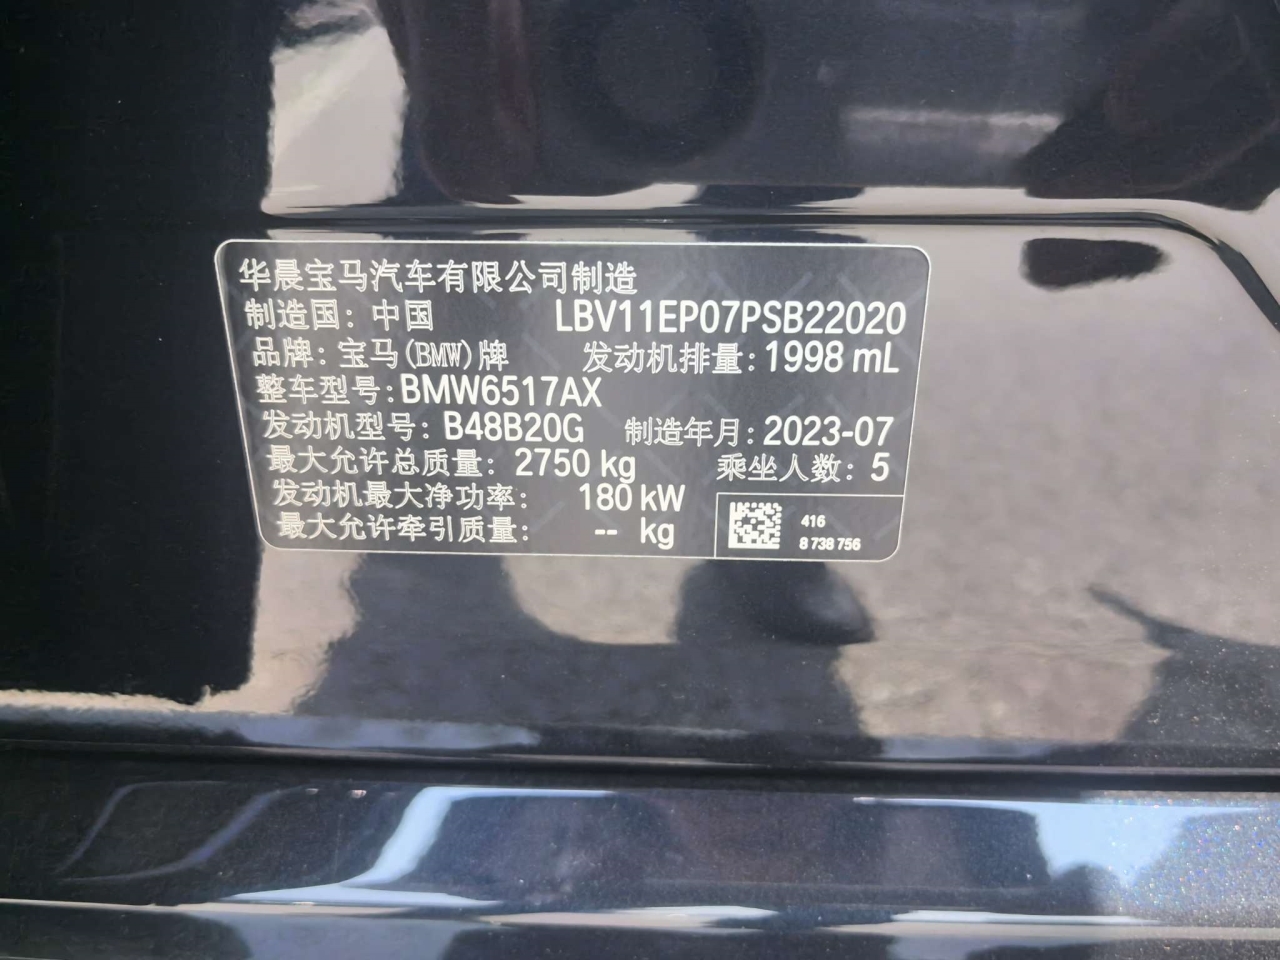 华晨宝马汽车有限公司制造
制造国：中国 LBV11EP07PSB22020
品牌：宝马(BMW)牌 发动机排量：1998 mL
整车型号：BMW6517AX
发动机型号：B48B20G 制造年月：2023-07
最大允许总质量：2750 kg 乘坐人数：5
发动机最大净功率：180 kW
最大允许牵引质量：-- kg
416
8 738 756